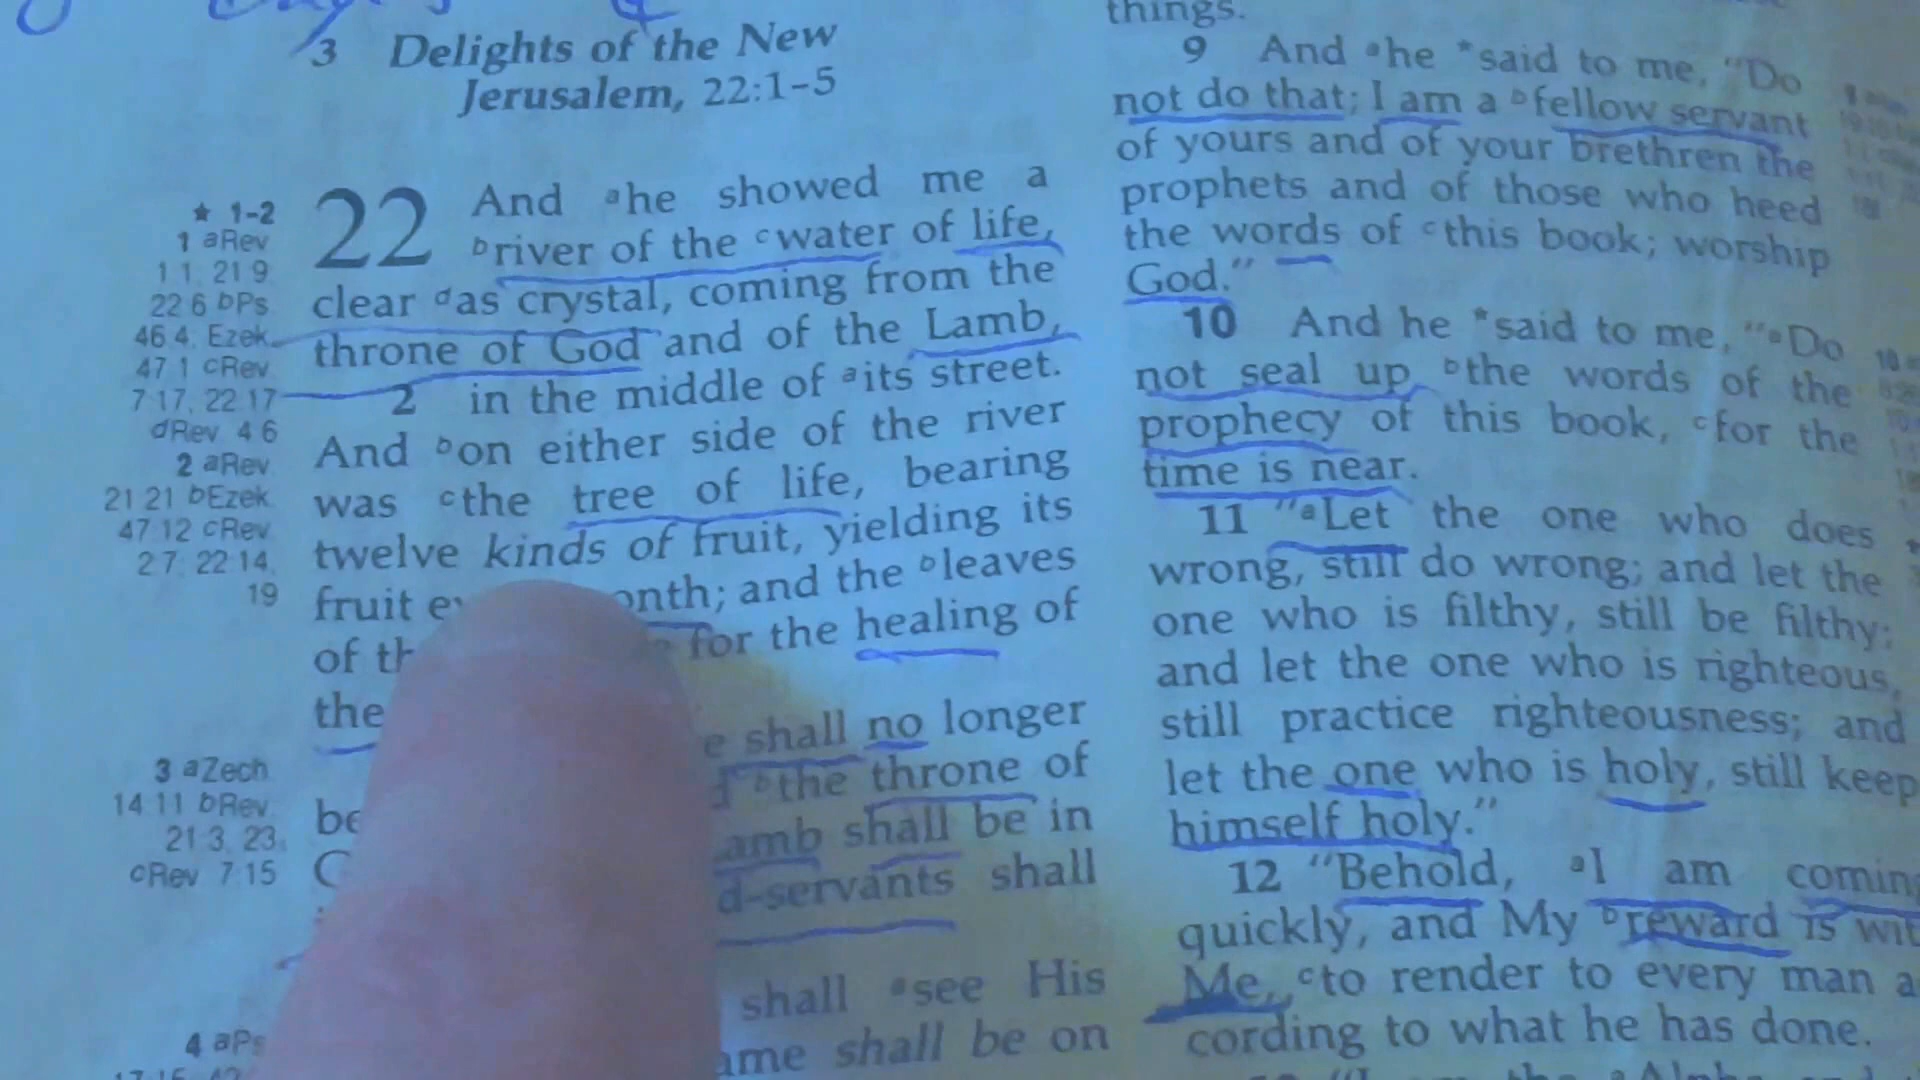 3 Delights of the New
Jerusalem, 22:1-5
★ 1-2
1 aRev
1 1, 21 9
22 6 bPs
46 4, Ezek
47 1 cRev
7 17, 22 17
dRev 4 6
2 aRev
21 21 bEzek
47 12 cRev
2 7, 22 14,
19
3 aZech
14 11 bRev
21 3, 23,
cRev 7 15
4 aPs
22 And ahe showed me a
briver of the cwater of life,
clear das crystal, coming from the
throne of God and of the Lamb,
2 in the middle of aits street.
And bon either side of the river
was cthe tree of life, bearing
twelve kinds of fruit, yielding its
fruit onth; and the bleaves
of for the healing of
the
e shall no longer
be bthe throne of
amb shall be in
d-servants shall
shall asee His
ame shall be on
things.
9 And ahe *said to me, "Do
not do that; I am a bfellow servant
of yours and of your brethren the
prophets and of those who heed
the words of cthis book; worship
God."
10 And he *said to me, "aDo
not seal up bthe words of the
prophecy of this book, cfor the
time is near.
11 "aLet the one who does
wrong, still do wrong; and let the
one who is filthy, still be filthy;
and let the one who is righteous,
still practice righteousness; and
let the one who is holy, still keep
himself holy."
12 "Behold, aI am coming
quickly, and My breward is wit
Me, cto render to every man a
cording to what he has done.